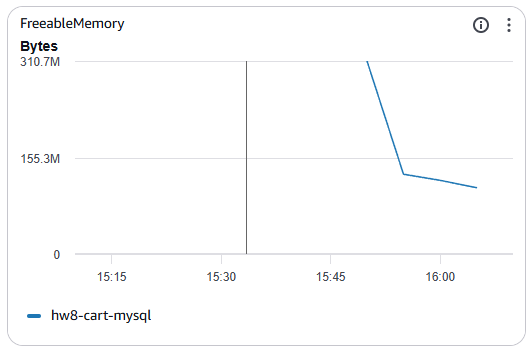 FreeableMemory
Bytes
310.7M
155.3M
0
15:15 15:30 15:45 16:00
hw8-cart-mysql